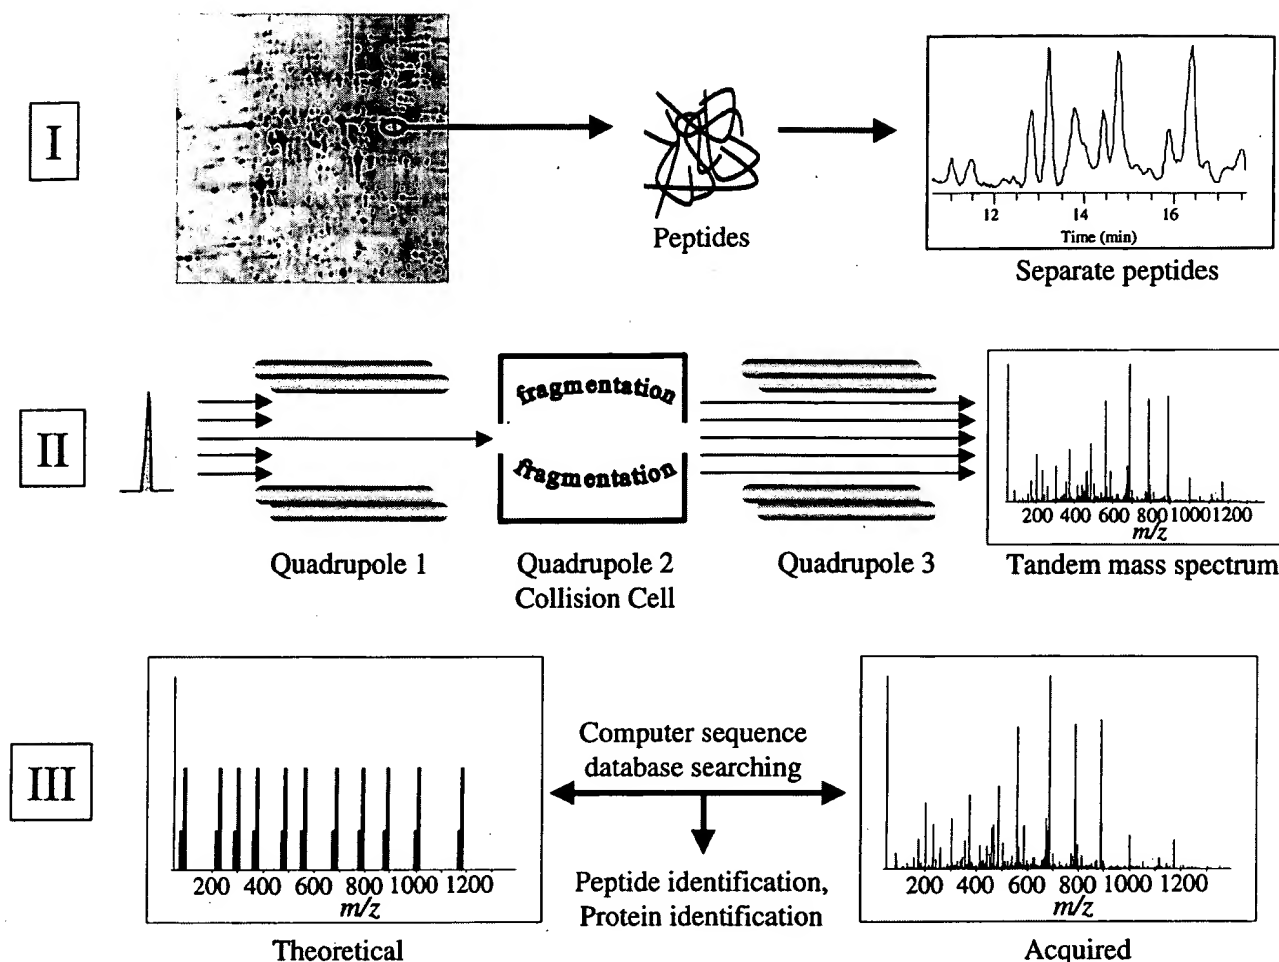 I
Peptides
12 14 16
Time (min)
Separate peptides
II
fragmentation
fragmentation
Quadrupole 1
Quadrupole 2
Collision Cell
Quadrupole 3
200 400 600 800 1000 1200
m/z
Tandem mass spectrum
III
200 400 600 800 1000 1200
m/z
Theoretical
Computer sequence
database searching
Peptide identification,
Protein identification
200 400 600 800 1000 1200
m/z
Acquired